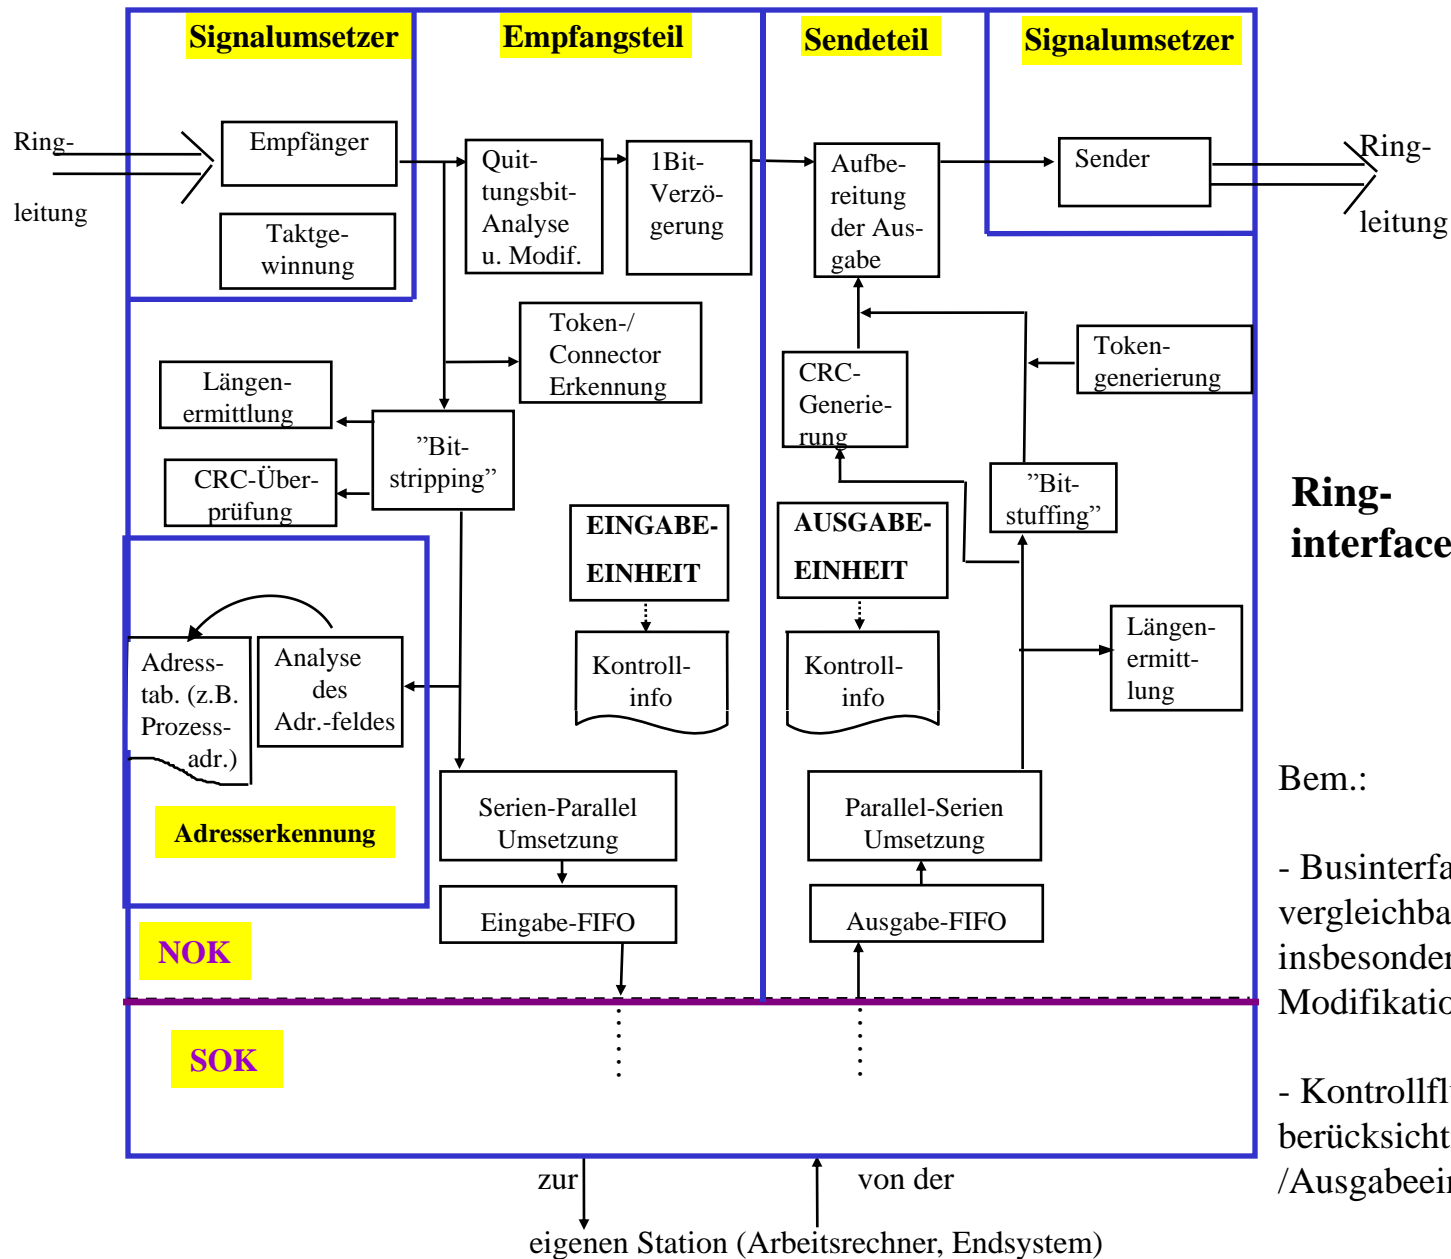 Signalumsetzer
Empfangsteil
Sendeteil
Signalumsetzer
Ring-
leitung
Empfänger
Taktge-
winnung
Quit-
tungsbit-
Analyse
u. Modif.
1Bit-
Verzö-
gerung
Aufbe-
reitung
der Aus-
gabe
Sender
Ring-
leitung
Token-/
Connector
Erkennung
Längen-
ermittlung
CRC-Über-
prüfung
”Bit-
stripping”
CRC-
Generie-
rung
Token-
generierung
”Bit-
stuffing”
Ring-
interface
EINGABE-
EINHEIT
AUSGABE-
EINHEIT
Kontroll-
info
Kontroll-
info
Längen-
ermitt-
lung
Adress-
tab. (z.B.
Prozess-
adr.)
Analyse
des
Adr.-feldes
Adresserkennung
Serien-Parallel
Umsetzung
Parallel-Serien
Umsetzung
Eingabe-FIFO
Ausgabe-FIFO
NOK
SOK
Bem.:
- Businterfa
vergleichba
insbesonder
Modifikatio
- Kontrollfl
berücksicht
/Ausgabeei
zur
von der
eigenen Station (Arbeitsrechner, Endsystem)